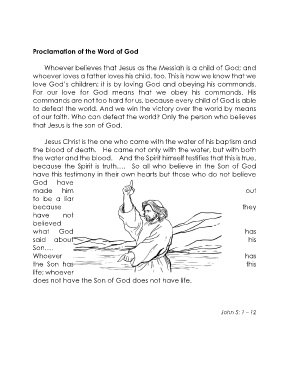 Proclamation of the Word of God
Whoever believes that Jesus as the Messiah is a child of God; and
whoever loves a father loves his child, too. This is how we know that we
love God's children: it is by loving God and obeying his commands.
For our love for God means that we obey his commands. His
commands are not too hard for us, because every child of God is able
to defeat the world. And we win the victory over the world by means
of our faith. Who can defeat the world? Only the person who believes
that Jesus is the son of God.
Jesus Christ is the one who came with the water of his baptism and
the blood of death. He came not only with the water, but with both
the water and the blood. And the Spirit himself testifies that this is true,
because the Spirit is truth.... So all who believe in the Son of God
have this testimony in their own hearts but those who do not believe
God have
made him out
to be a liar
because they
have not
believed
what God has
said about his
Son....
Whoever has
the Son has this
life; whoever
does not have the Son of God does not have life.
John 5: 1 – 12